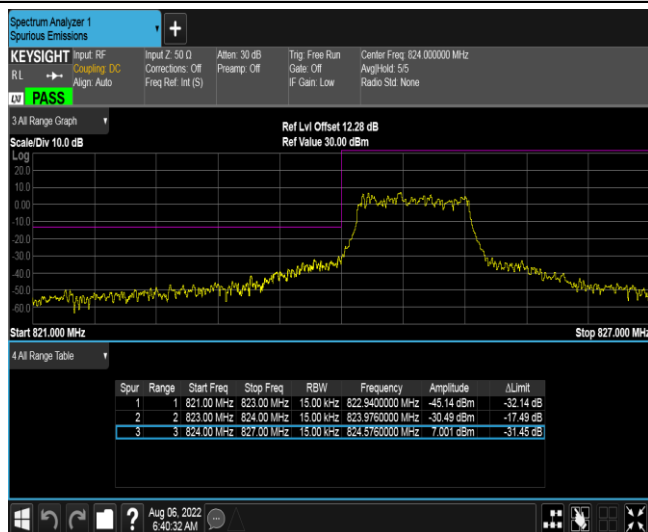 Spectrum Analyzer 1
Spurious Emissions
KEYSIGHT
RL
LXI PASS
Input: RF
Coupling: DC
Align: Auto
Input Z: 50 Ω
Corrections: Off
Freq Ref: Int (S)
Atten: 30 dB
Preamp: Off
Trig: Free Run
Gate: Off
IF Gain: Low
Center Freq: 824.000000 MHz
Avg|Hold: 5/5
Radio Std: None
3 All Range Graph
Scale/Div 10.0 dB
Ref Lvl Offset 12.28 dB
Ref Value 30.00 dBm
Log
20.0
10.0
0.00
-10.0
-20.0
-30.0
-40.0
-50.0
-60.0
Start 821.000 MHz Stop 827.000 MHz
4 All Range Table
Spur Range Start Freq Stop Freq RBW Frequency Amplitude ΔLimit
1 1 821.00 MHz 823.00 MHz 15.00 kHz 822.9400000 MHz -45.14 dBm -32.14 dB
2 2 823.00 MHz 824.00 MHz 15.00 kHz 823.9760000 MHz -30.49 dBm -17.49 dB
3 3 824.00 MHz 827.00 MHz 15.00 kHz 824.5760000 MHz 7.001 dBm -31.45 dB
?
Aug 06, 2022
6:40:32 AM